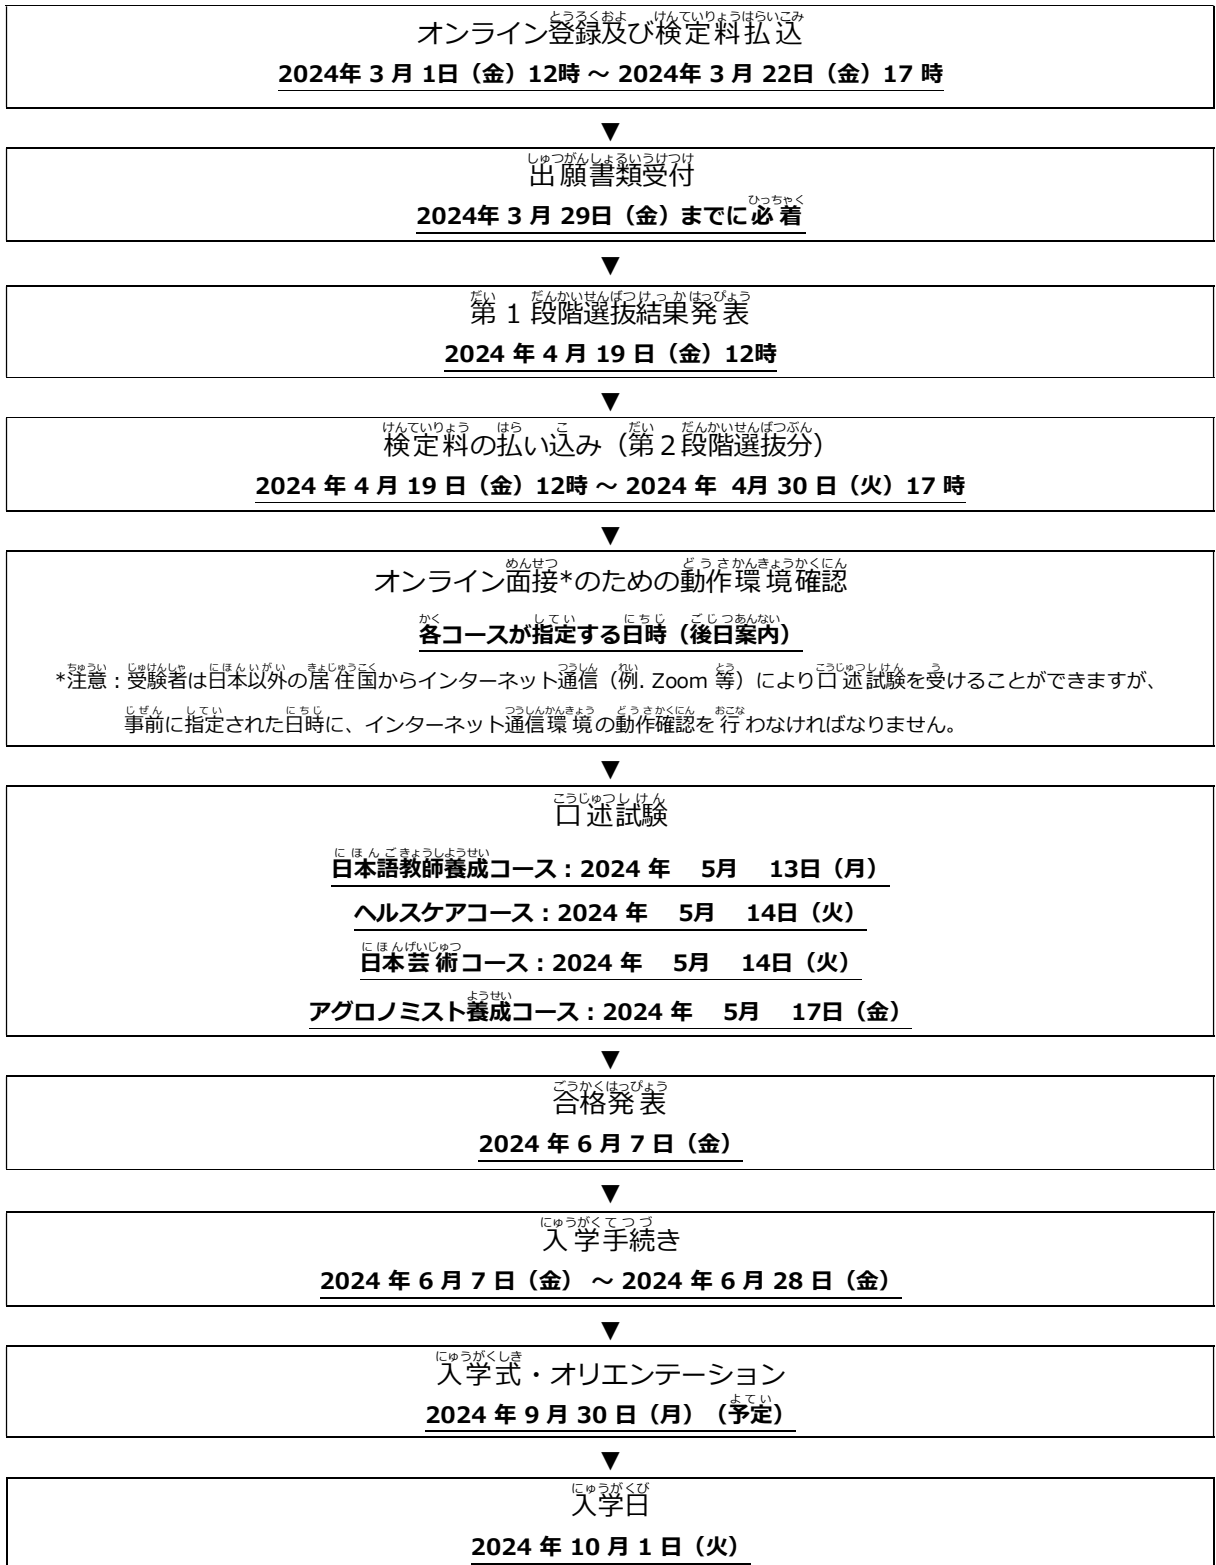 オンライン登録及び検定料払込
2024年 3 月 1日（金）12時 ～ 2024年 3 月 22日（金）17 時
▼
出願書類受付
2024年 3 月 29日（金）までに必着
▼
第 1 段階選抜結果発表
2024 年 4 月 19 日（金）12時
▼
検定料の払い込み（第２段階選抜分）
2024 年 4 月 19 日（金）12時 ～ 2024 年 4月 30 日（火）17 時
▼
オンライン面接*のための動作環境確認
各コースが指定する日時（後日案内）
*注意：受験者は日本以外の居住国からインターネット通信（例. Zoom 等）により口述試験を受けることができますが、
事前に指定された日時に、インターネット通信環境の動作確認を行わなければなりません。
▼
口述試験
日本語教師養成コース：2024 年 5月 13日（月）
ヘルスケアコース：2024 年 5月 14日（火）
日本芸術コース：2024 年 5月 14日（火）
アグロノミスト養成コース：2024 年 5月 17日（金）
▼
合格発表
2024 年 6 月 7 日（金）
▼
入学手続き
2024 年 6 月 7 日（金） ～ 2024 年 6 月 28 日（金）
▼
入学式・オリエンテーション
2024 年 9 月 30 日（月）（予定）
▼
入学日
2024 年 10 月 1 日（火）